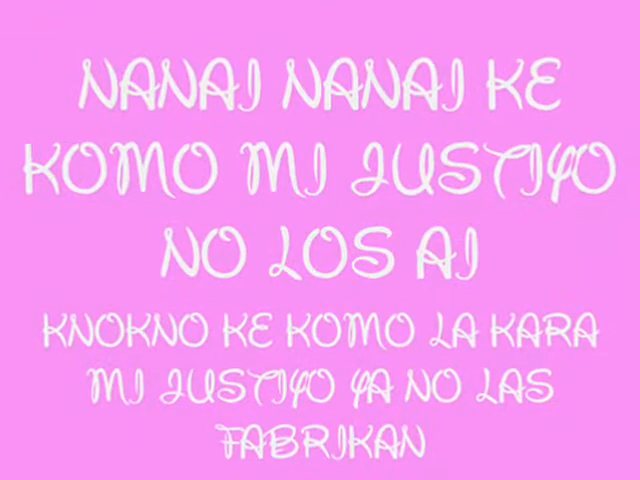 NANAI NANAI KE
KOMO MI JUSTIYO
NO LOS AI
KNOKNO KE KOMO LA KARA
MI JUSTIYO YA NO LAS
FABRIKAN